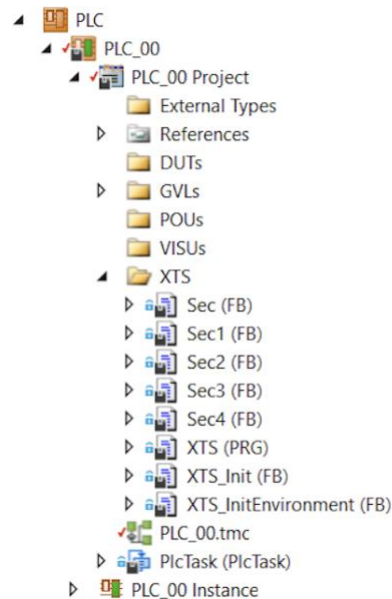 PLC
PLC_00
PLC_00 Project
External Types
References
DUTs
GVLs
POUs
VISUs
XTS
Sec (FB)
Sec1 (FB)
Sec2 (FB)
Sec3 (FB)
Sec4 (FB)
XTS (PRG)
XTS_Init (FB)
XTS_InitEnvironment (FB)
PLC_00.tmc
PlcTask (PlcTask)
PLC_00 Instance